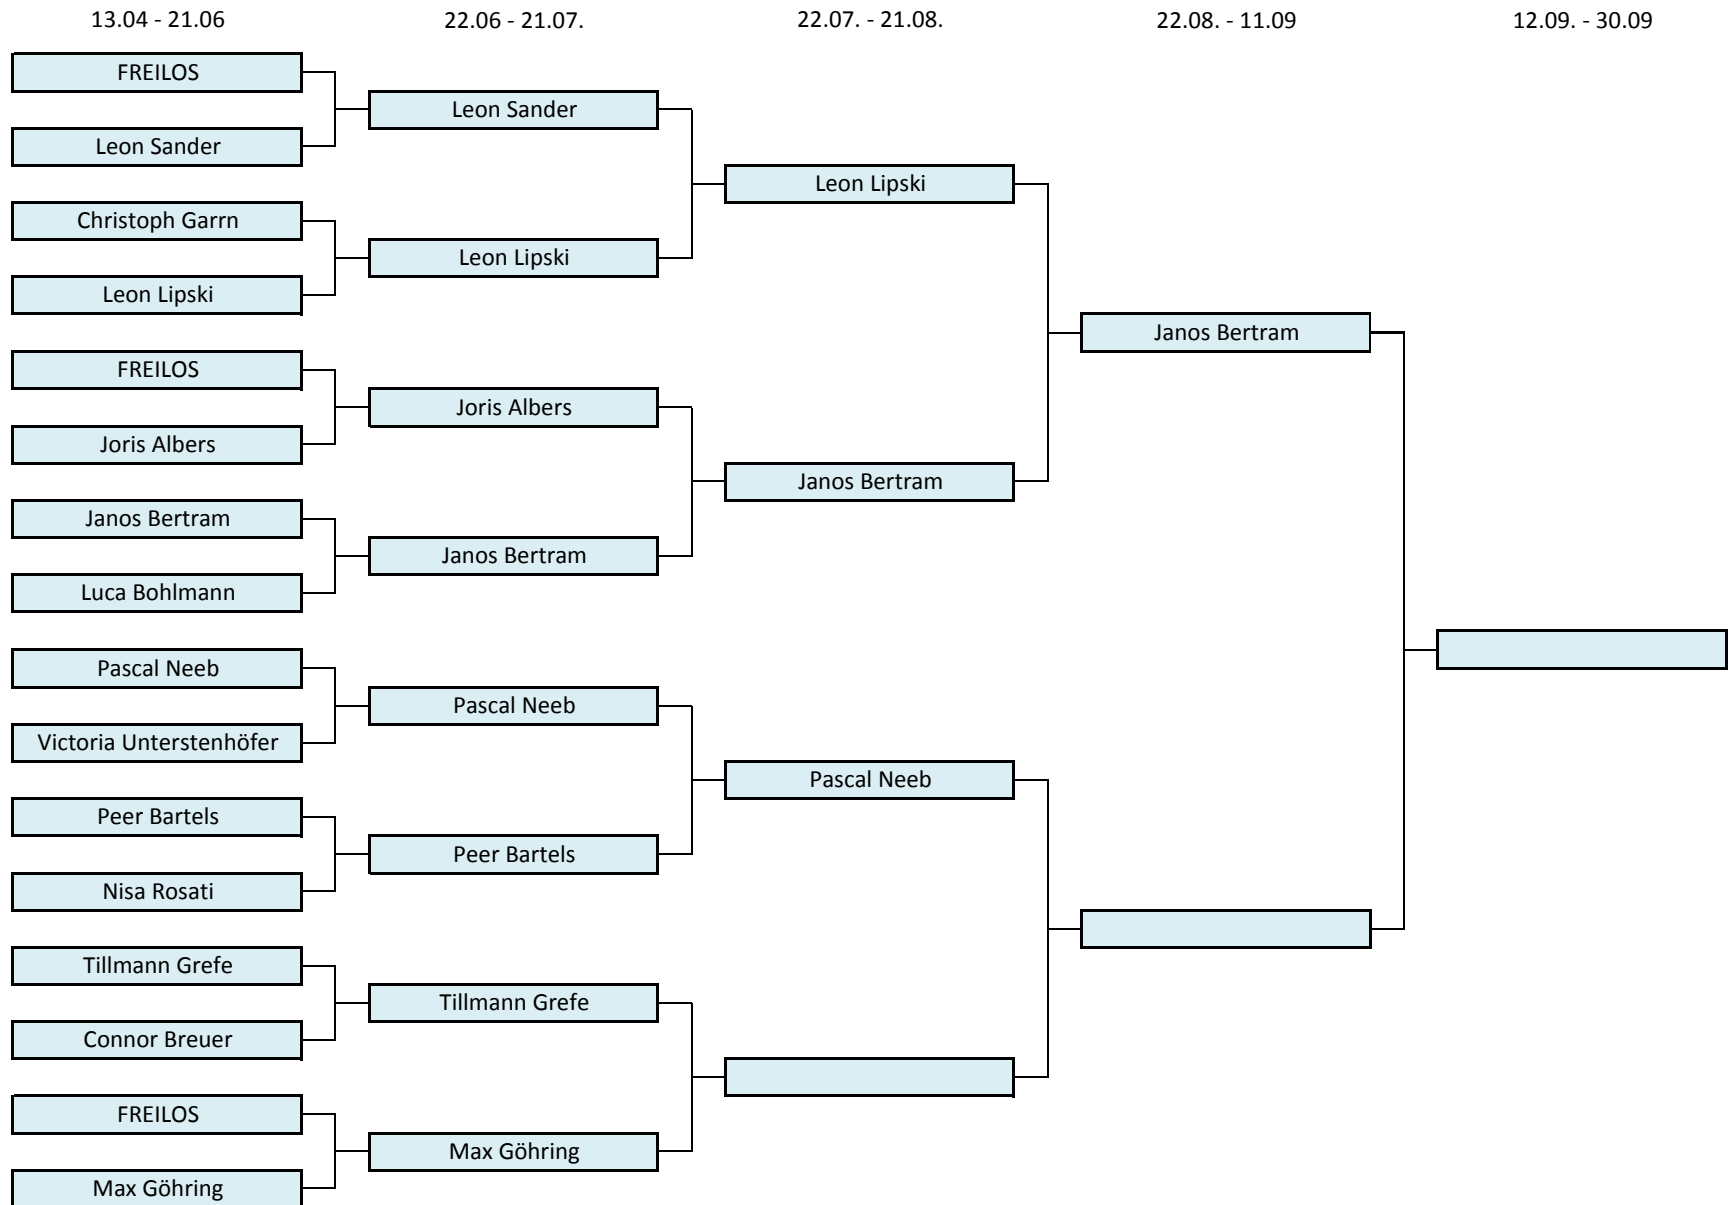 13.04 - 21.06
22.06 - 21.07.
22.07. - 21.08.
22.08. - 11.09
12.09. - 30.09
FREILOS
Leon Sander
Christoph Garrn
Leon Lipski
FREILOS
Joris Albers
Janos Bertram
Luca Bohlmann
Pascal Neeb
Victoria Unterstenhöfer
Peer Bartels
Nisa Rosati
Tillmann Grefe
Connor Breuer
FREILOS
Max Göhring
Leon Sander
Leon Lipski
Joris Albers
Janos Bertram
Pascal Neeb
Peer Bartels
Tillmann Grefe
Max Göhring
Leon Lipski
Janos Bertram
Pascal Neeb
Janos Bertram